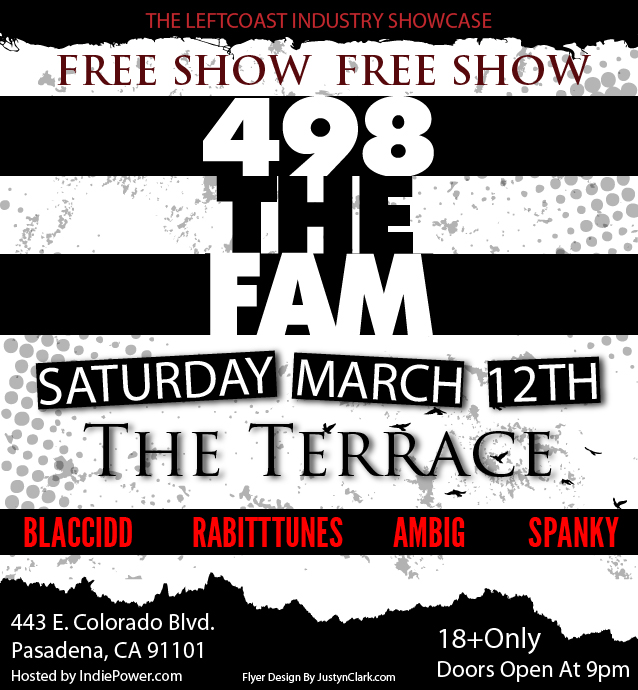 THE LEFTCOAST INDUSTRY SHOWCASE
FREE SHOW FREE SHOW
498
THE
FAM
SATURDAY MARCH 12TH
THE TERRACE
BLACCIDD RABITTTUNES AMBIG SPANKY
443 E. Colorado Blvd.
Pasadena, CA 91101
Hosted by IndiePower.com
Flyer Design By JustynClark.com
18+Only
Doors Open At 9pm